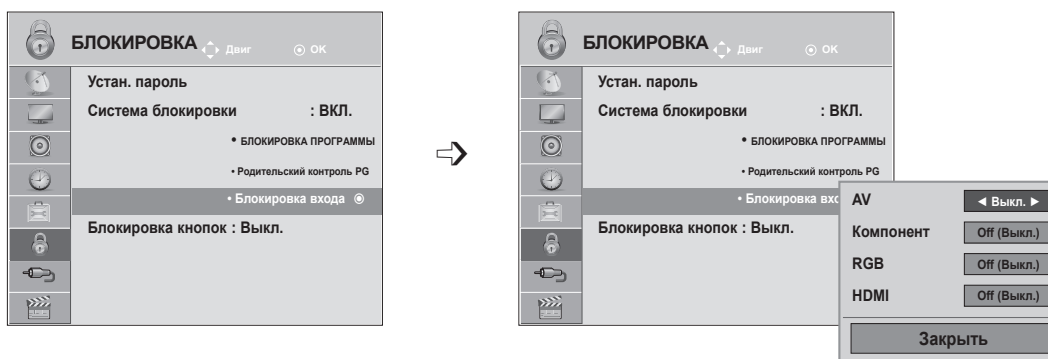 БЛОКИРОВКА Двиг OK
Устан. пароль
Система блокировки : ВКЛ.
• БЛОКИРОВКА ПРОГРАММЫ
• Родительский контроль PG
• Блокировка входа
Блокировка кнопок : Выкл.
БЛОКИРОВКА Двиг OK
Устан. пароль
Система блокировки : ВКЛ.
• БЛОКИРОВКА ПРОГРАММЫ
• Родительский контроль PG
• Блокировка вхо
Блокировка кнопок : Выкл.
AV ◄ Выкл. ►
Компонент Off (Выкл.)
RGB Off (Выкл.)
HDMI Off (Выкл.)
Закрыть